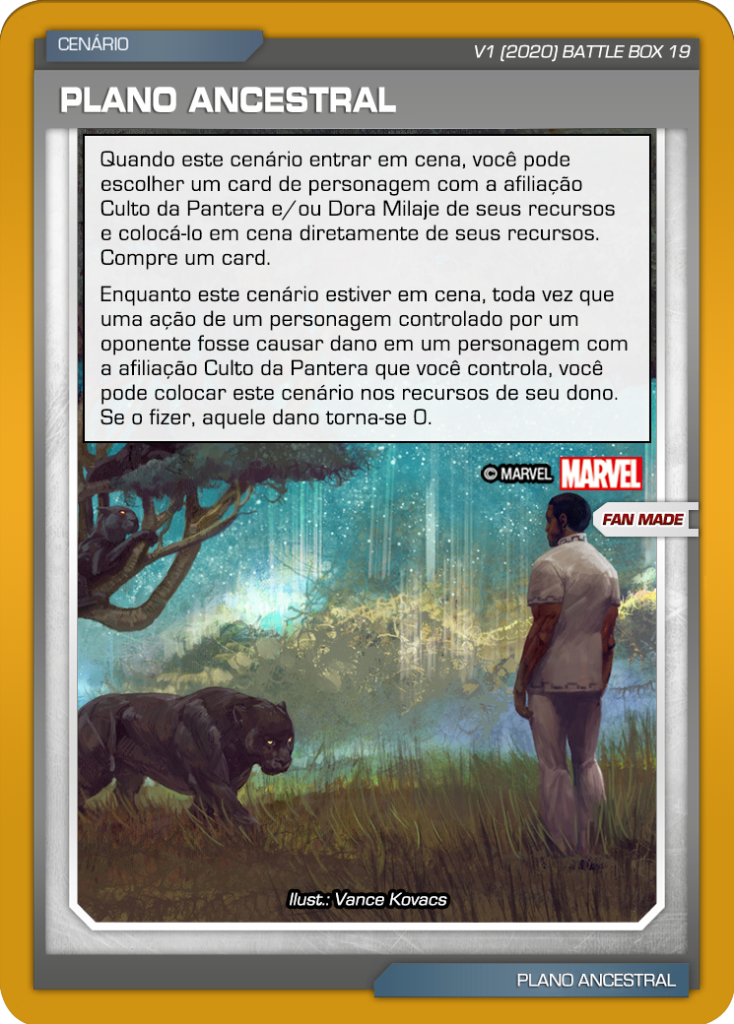 CENÁRIO
V1 (2020) BATTLE BOX 19
PLANO ANCESTRAL
Quando este cenário entrar em cena, você pode
escolher um card de personagem com a afiliação
Culto da Pantera e/ou Dora Milaje de seus recursos
e colocá-lo em cena diretamente de seus recursos.
Compre um card.
Enquanto este cenário estiver em cena, toda vez que
uma ação de um personagem controlado por um
oponente fosse causar dano em um personagem com
a afiliação Culto da Pantera que você controla, você
pode colocar este cenário nos recursos de seu dono.
Se o fizer, aquele dano torna-se 0.
© MARVEL MARVEL
FAN MADE
Ilust.: Vance Kovacs
PLANO ANCESTRAL